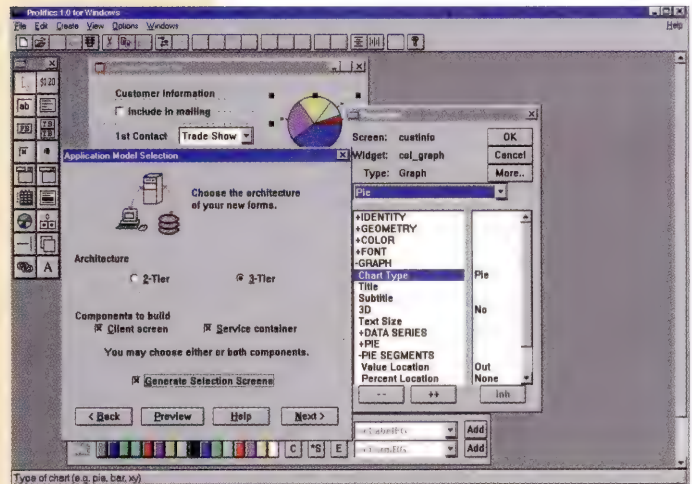 Prolifics 1.0 for Windows
File Edit Create View Options Windows Help
Customer Information
Include in mailing
1st Contact Trade Show
Application Model Selection
Choose the architecture
of your new forms.
Architecture
2-Tier 3-Tier
Components to build
Client screen Service container
You may choose either or both components.
Generate Selection Screens
< Back Preview Help Next >
Screen: custinfo OK
Widget: col_graph Cancel
Type: Graph More..
Pie
+IDENTITY
+GEOMETRY
+COLOR
+FONT
-GRAPH
Chart Type Pie
Title
Subtitle
3D No
Text Size
+DATA SERIES
+PIE
-PIE SEGMENTS
Value Location Out
Percent Location None
-- ++ Inh
C *S E
Add
Add
Type of chart (e.g. pie, bar, xy)